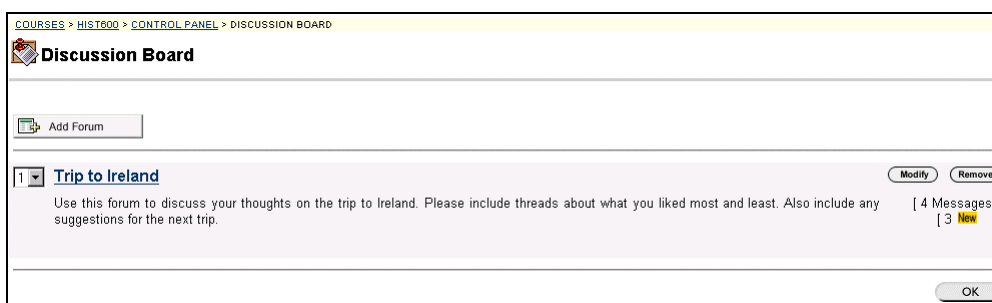 COURSES > HIST600 > CONTROL PANEL > DISCUSSION BOARD
Discussion Board
Add Forum
1 Trip to Ireland Modify Remove
Use this forum to discuss your thoughts on the trip to Ireland. Please include threads about what you liked most and least. Also include any [ 4 Messages
suggestions for the next trip. [ 3 New
OK